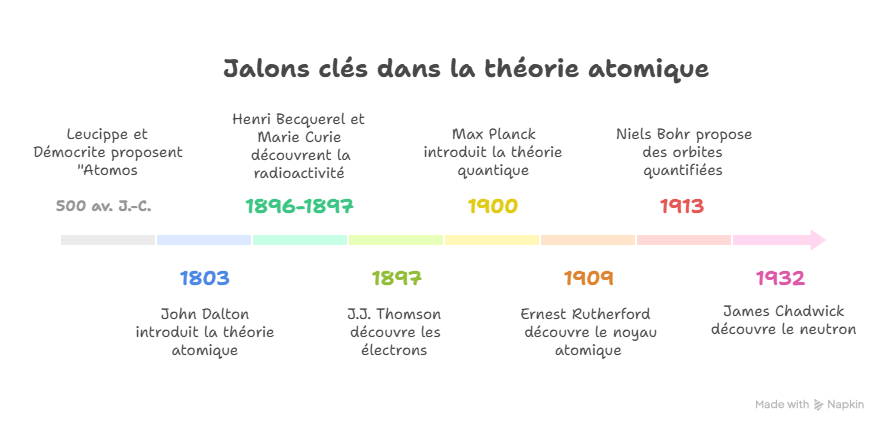 Jalons clés dans la théorie atomique
Leucippe et
Démocrite proposent
"Atomos
500 av. J.-C.
1803
John Dalton
introduit la théorie
atomique
Henri Becquerel et
Marie Curie
découvrent la
radioactivité
1896-1897
1897
J.J. Thomson
découvre les
électrons
Max Planck
introduit la théorie
quantique
1900
1909
Ernest Rutherford
découvre le noyau
atomique
Niels Bohr propose
des orbites
quantifiées
1913
1932
James Chadwick
découvre le neutron
Made with Napkin